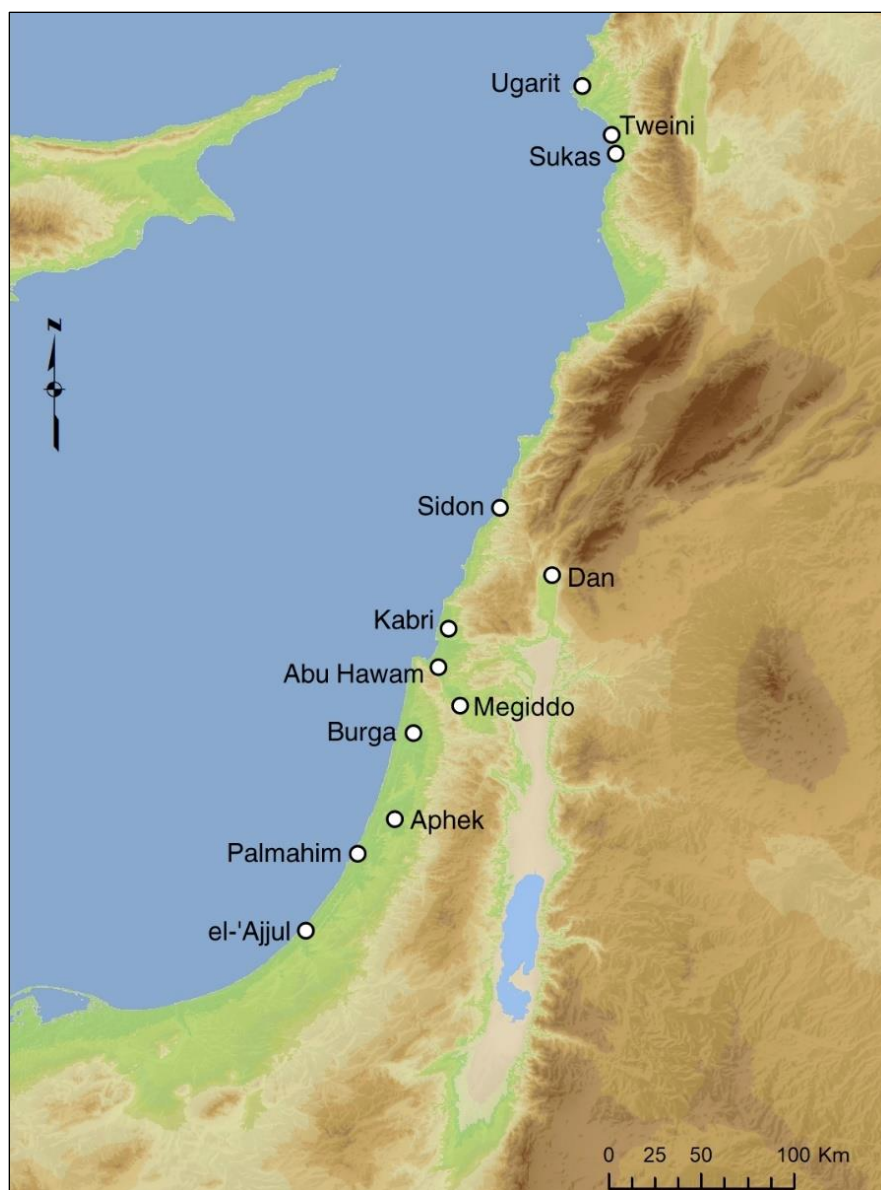 Ugarit
Tweini
Sukas
N
Sidon
Dan
Kabri
Abu Hawam
Megiddo
Burga
Aphek
Palmahim
el-'Ajjul
0 25 50 100 Km